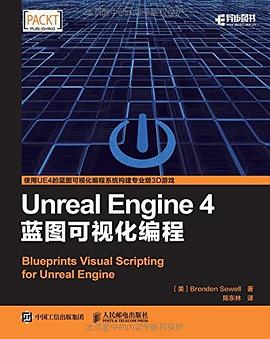 PACKT
PUBLISHING
异步图书
使用UE4的蓝图可视化编程系统构建专业级3D游戏
Unreal Engine 4
蓝图可视化编程
Blueprints Visual Scripting
for Unreal Engine
[美] Brenden Sewell 著
陈东林 译
中国工信出版集团
人民邮电出版社
POSTS & TELECOM PRESS